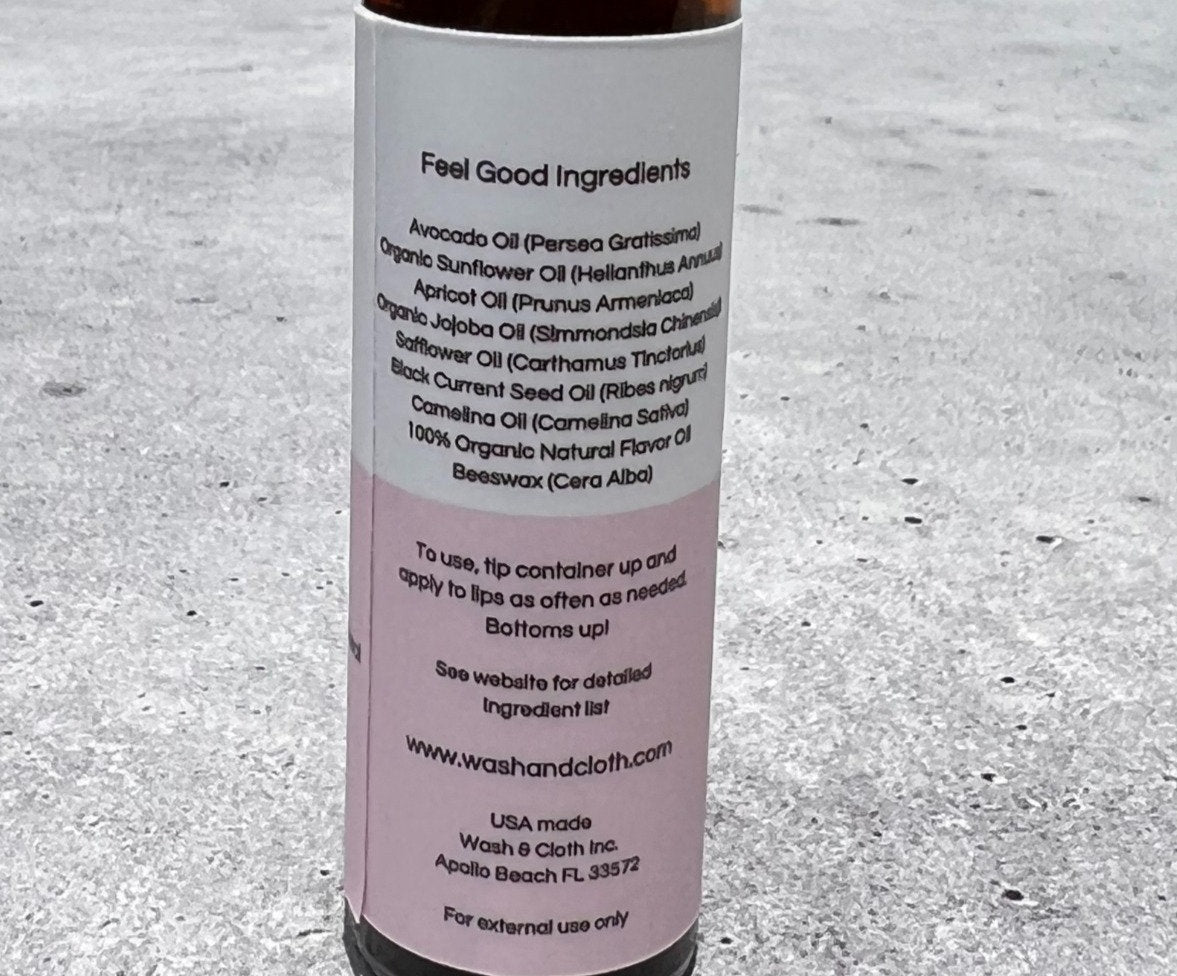 Feel Good Ingredients
Avocado Oil (Persea Gratissima)
Organic Sunflower Oil (Helianthus Annuus)
Apricot Oil (Prunus Armeniaca)
Organic Jojoba Oil (Simmondsia Chinensis)
Safflower Oil (Carthamus Tinctorius)
Black Current Seed Oil (Ribes nigrum)
Camelina Oil (Camelina Sativa)
100% Organic Natural Flavor Oil
Beeswax (Cera Alba)
To use, tip container up and
apply to lips as often as needed.
Bottoms up!
See website for detailed
ingredient list
www.washandcloth.com
USA made
Wash & Cloth Inc.
Apollo Beach FL 33572
For external use only